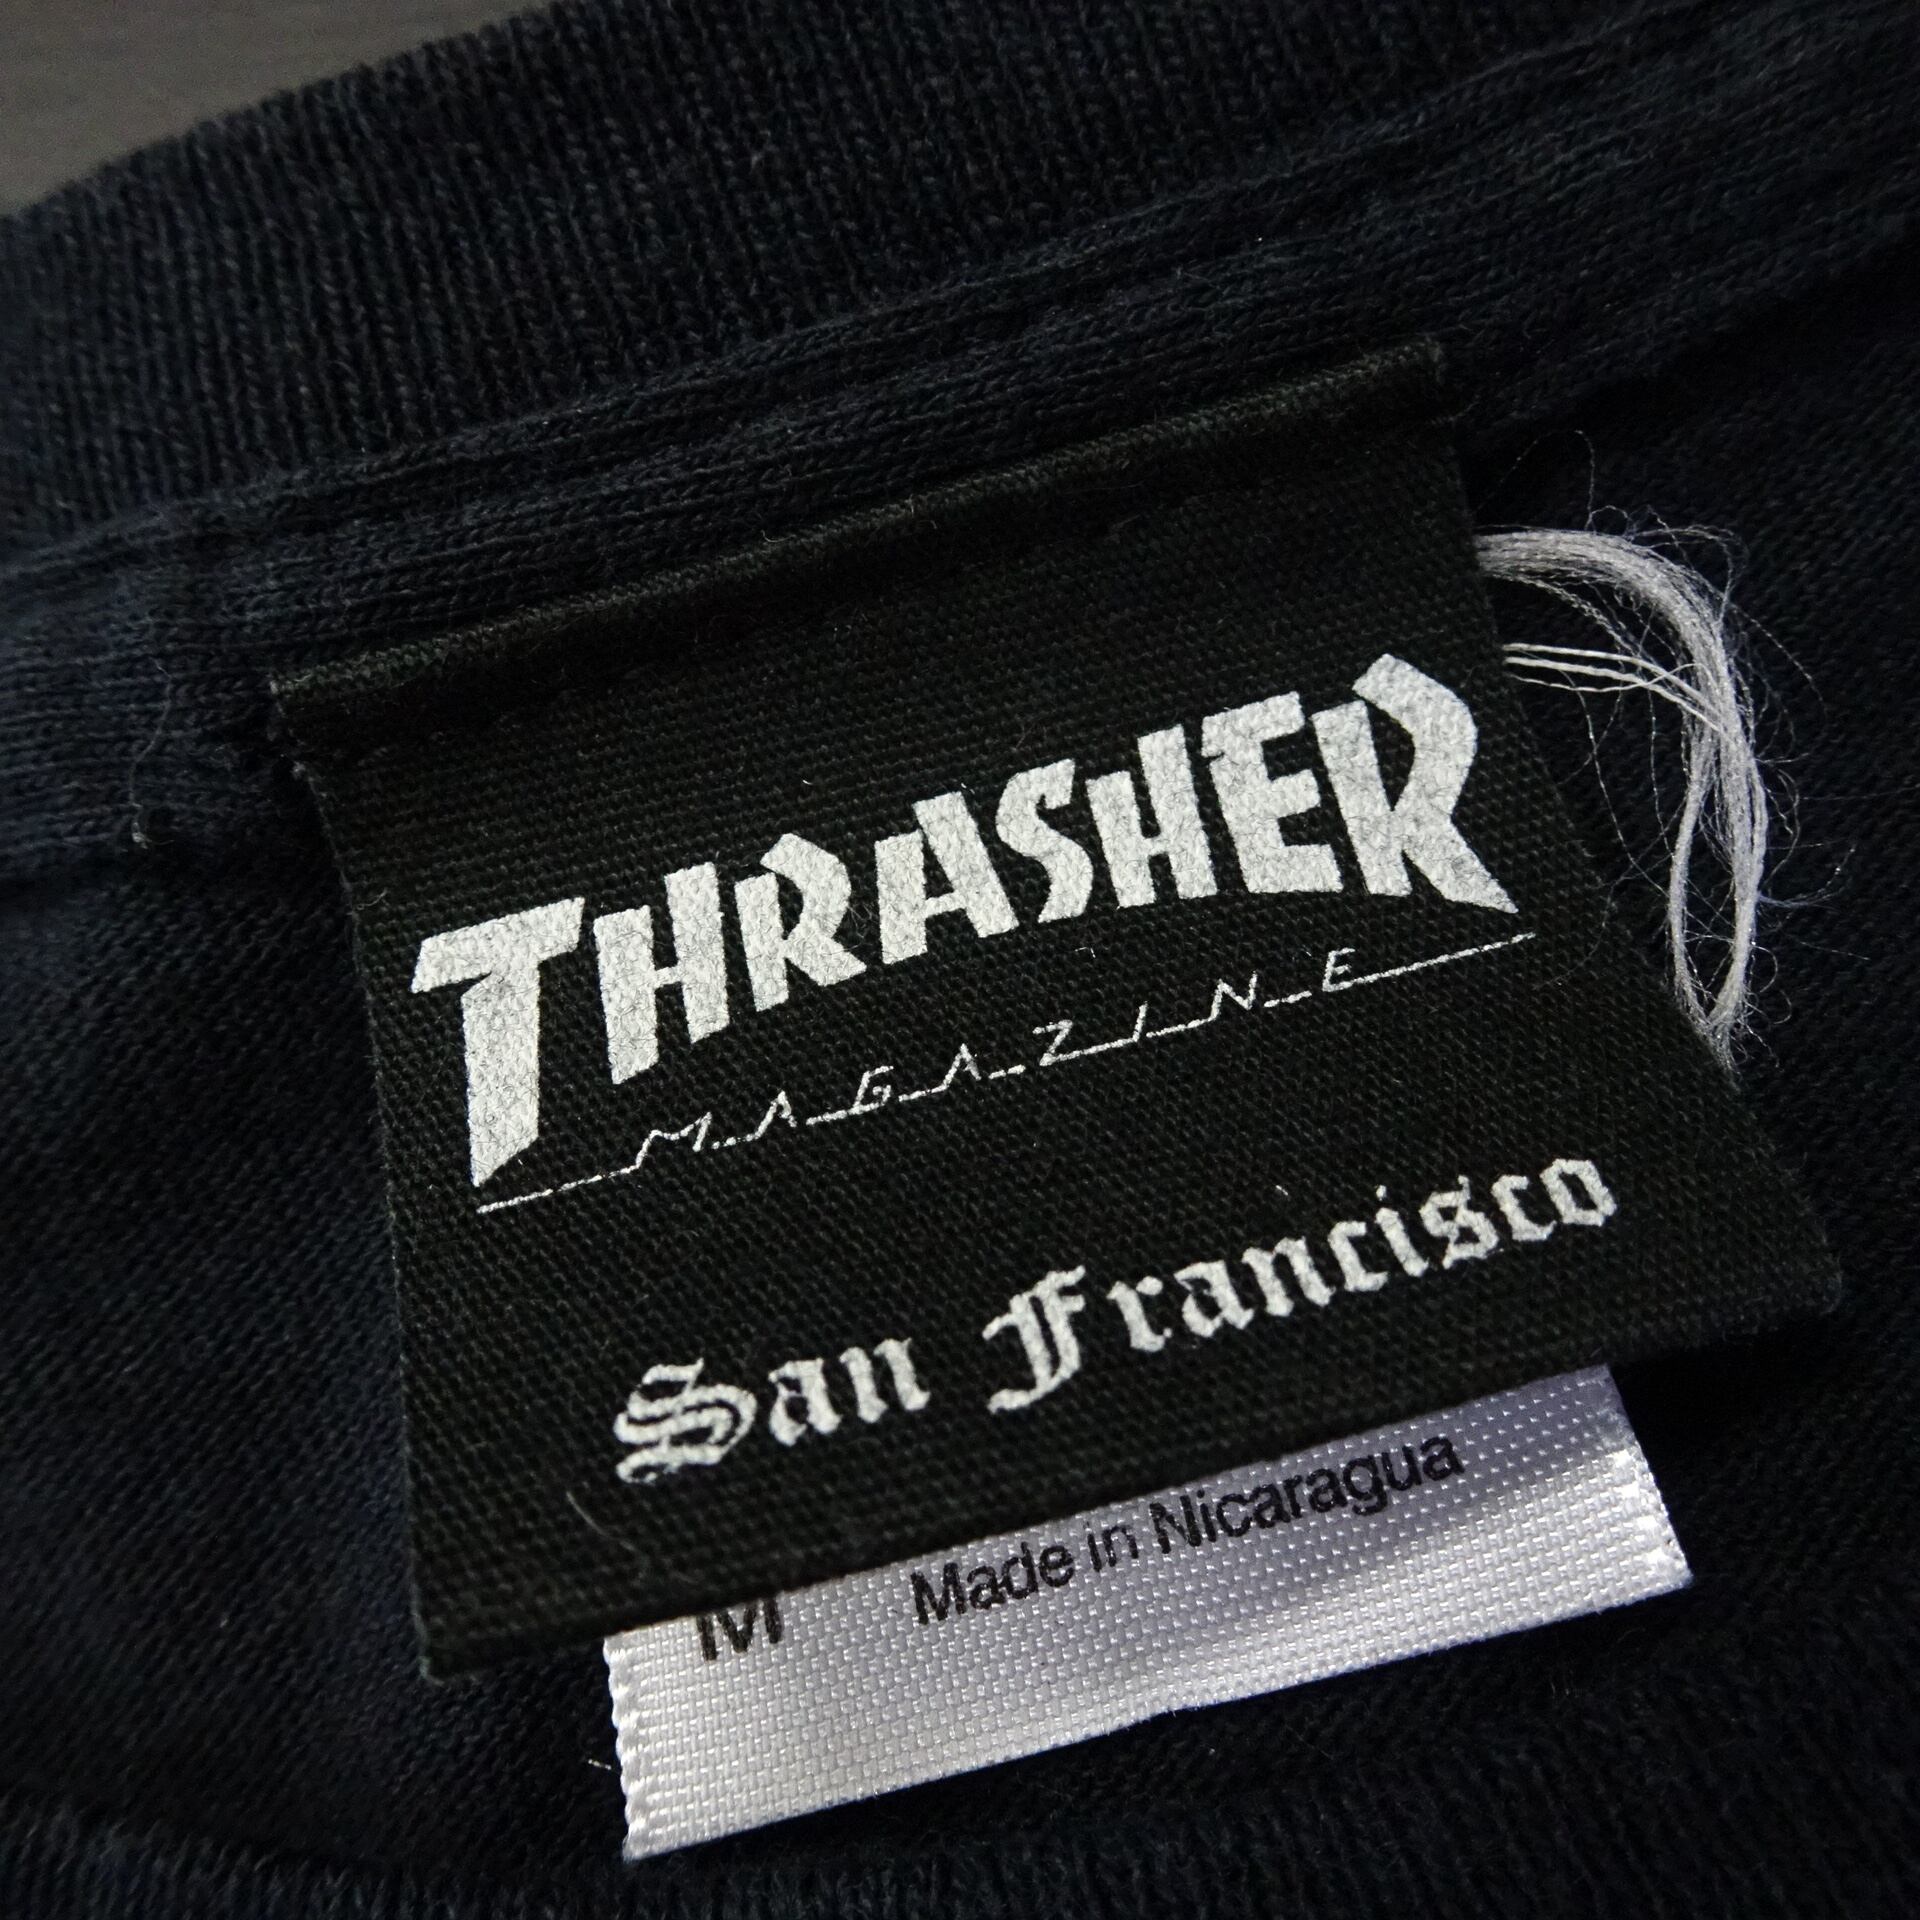 THRASHER
MAGAZINE
San Francisco
M Made in Nicaragua